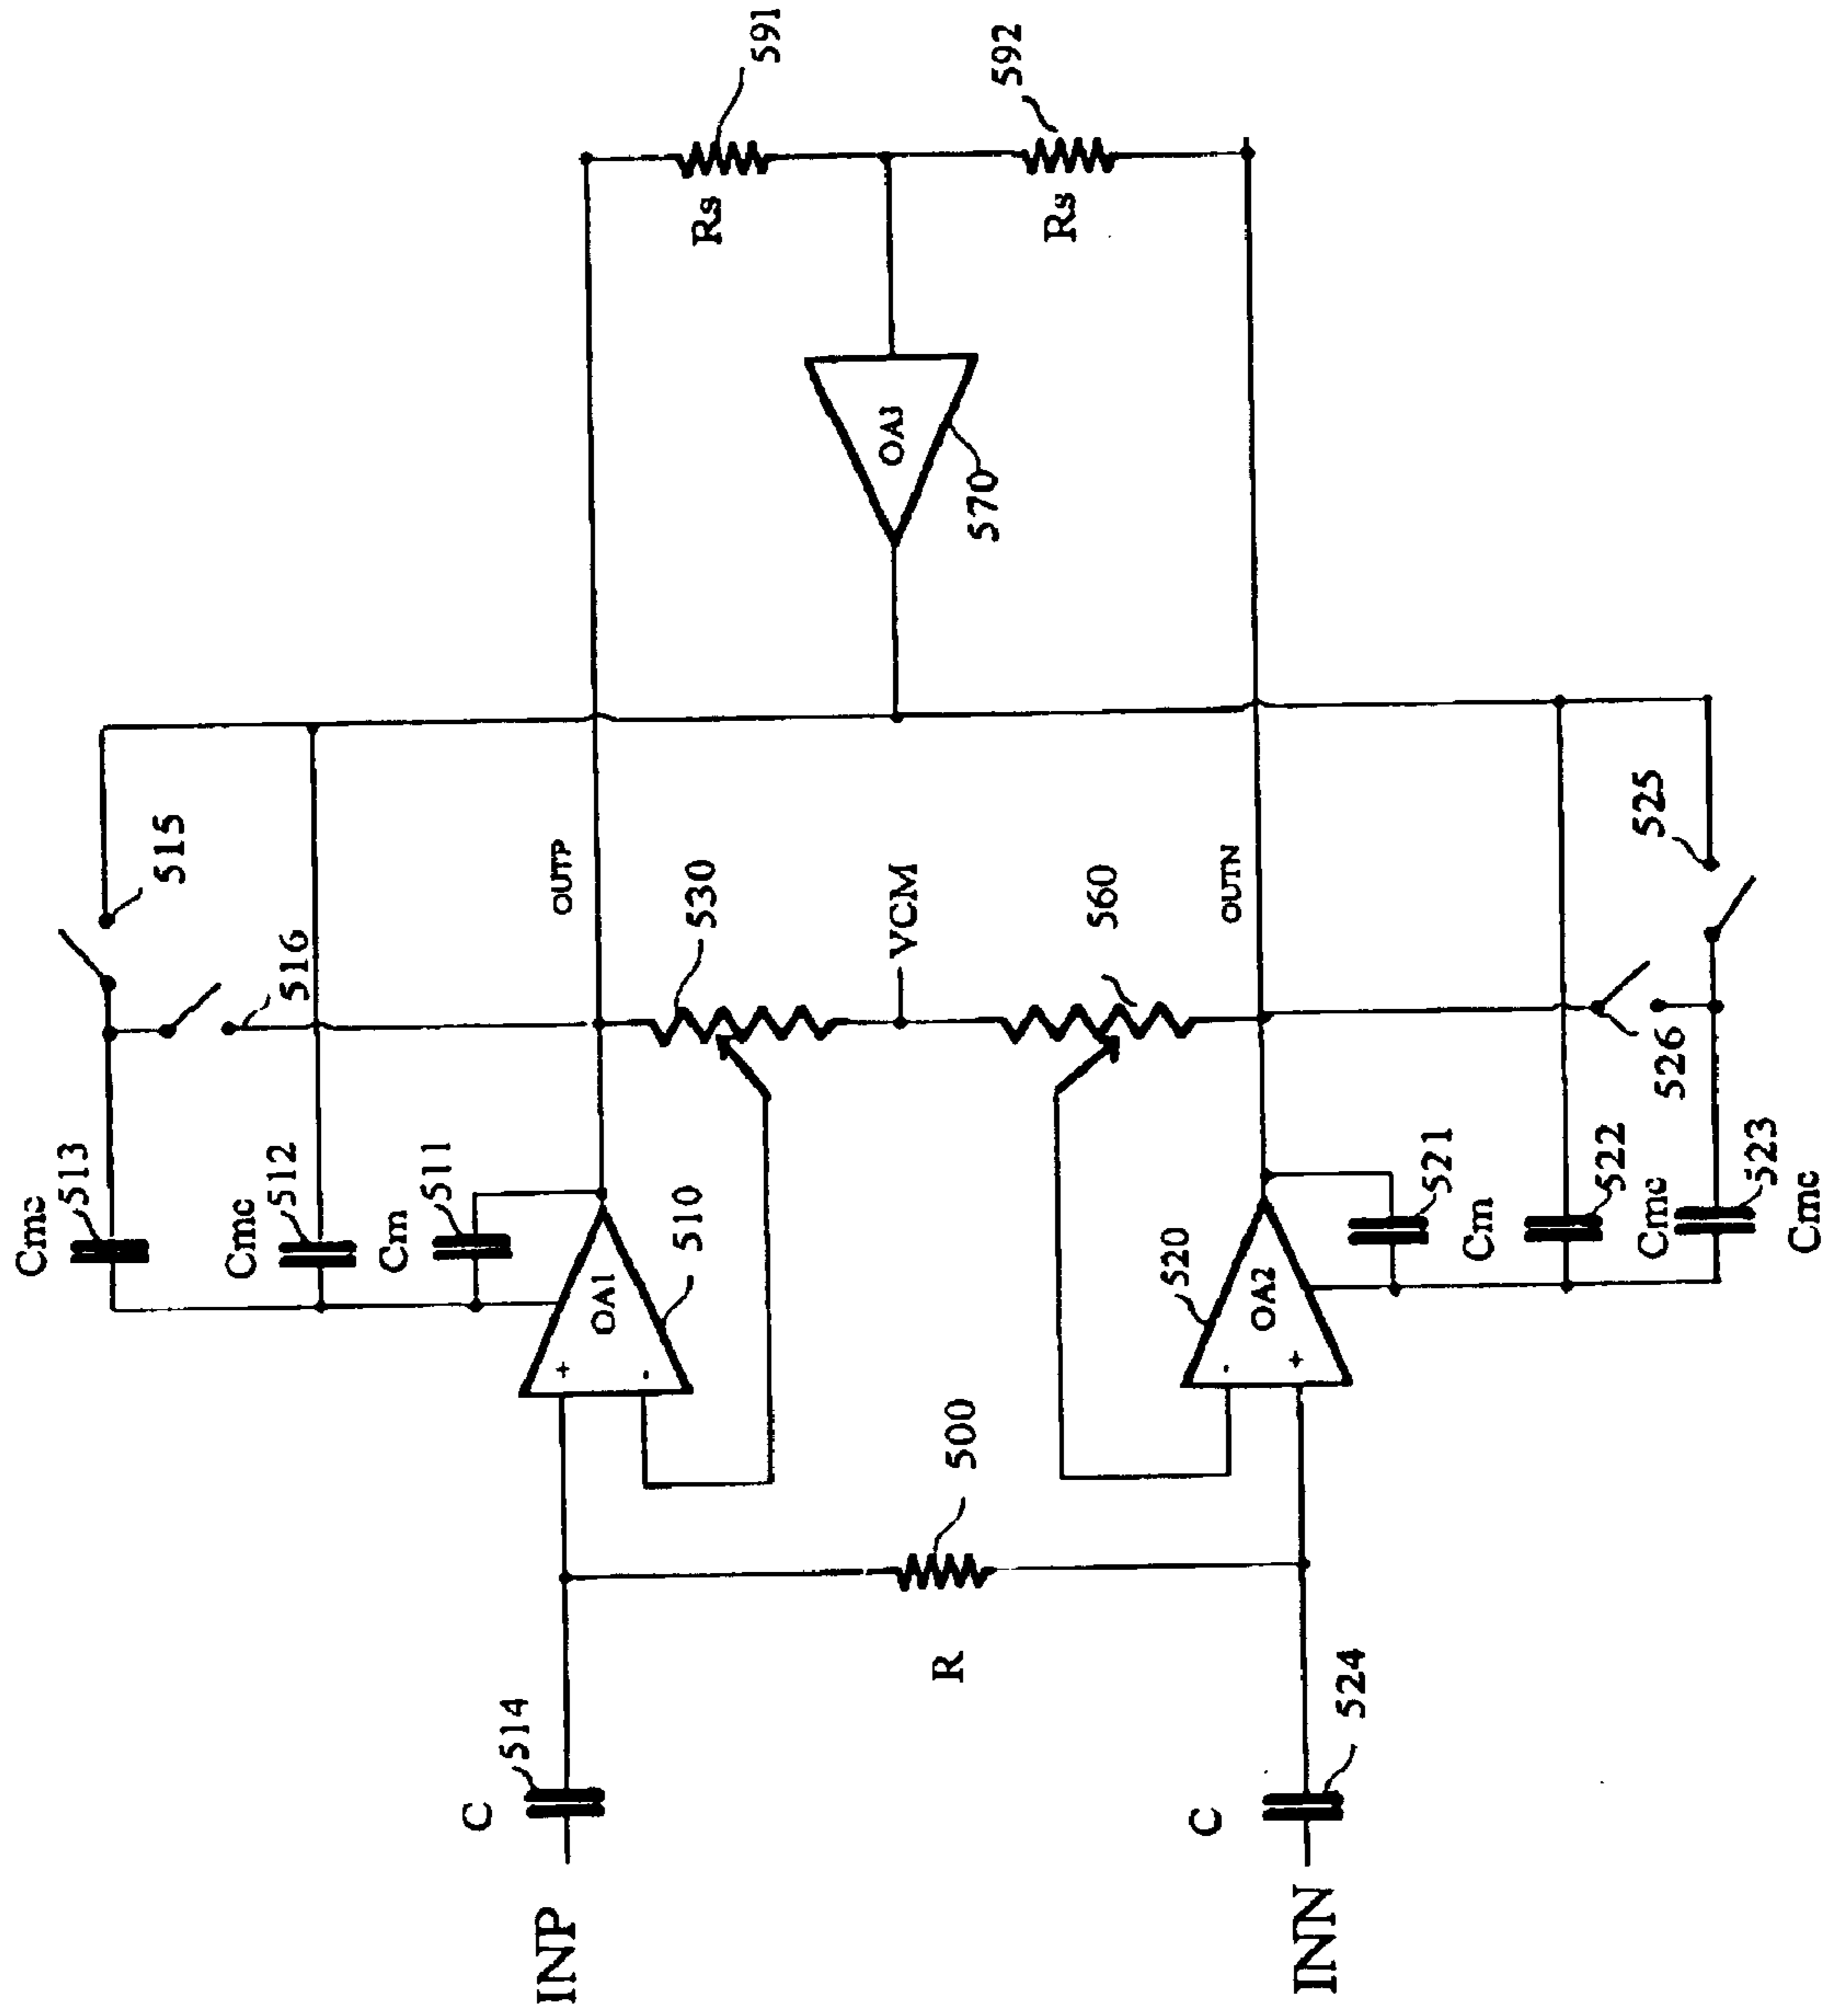 Cmc
513
Cmc
512
Cm
511
515
516
OUTP
530
VCM
560
OUTN
591
Rs
592
Rs
OA3
570
INP
C
514
+
OA1
-
510
R
500
INN
C
524
-
OA2
+
520
521
Cm
522
Cmc
523
Cmc
525
526